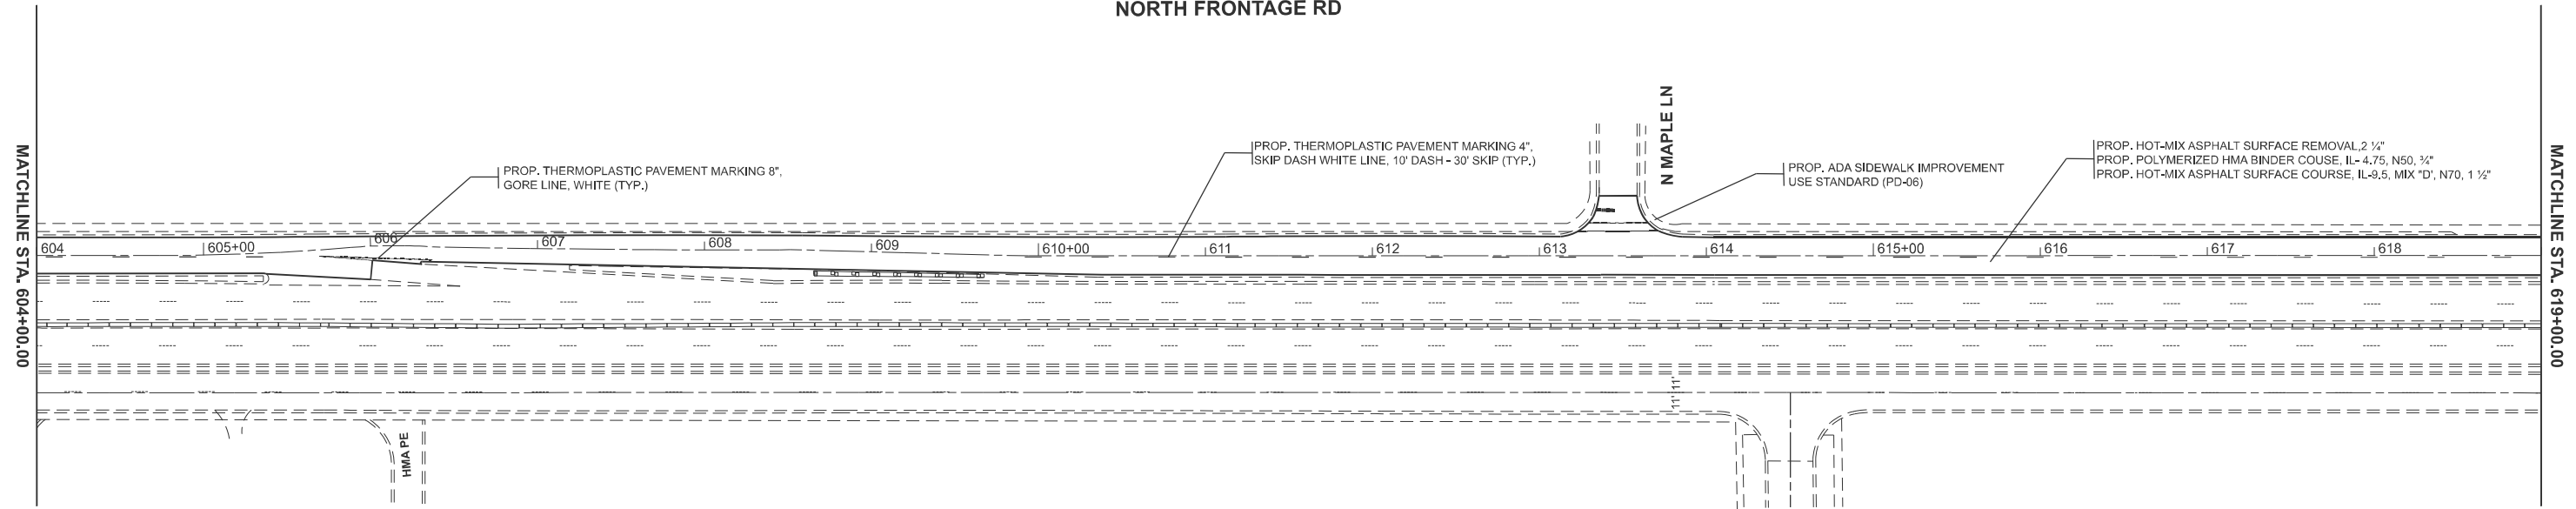 NORTH FRONTAGE RD
MATCHLINE STA. 604+00.00
PROP. THERMOPLASTIC PAVEMENT MARKING 8",
GORE LINE, WHITE (TYP.)
PROP. THERMOPLASTIC PAVEMENT MARKING 4",
SKIP DASH WHITE LINE, 10' DASH - 30' SKIP (TYP.)
N MAPLE LN
PROP. ADA SIDEWALK IMPROVEMENT
USE STANDARD (PD-06)
PROP. HOT-MIX ASPHALT SURFACE REMOVAL,2 ¼"
PROP. POLYMERIZED HMA BINDER COUSE, IL- 4.75, N50, ¾"
PROP. HOT-MIX ASPHALT SURFACE COURSE, IL-9.5, MIX "D', N70, 1 ½"
MATCHLINE STA. 619+00.00
604
605+00
606
607
608
609
610+00
611
612
613
614
615+00
616
617
618
11' 11'
HMA PE